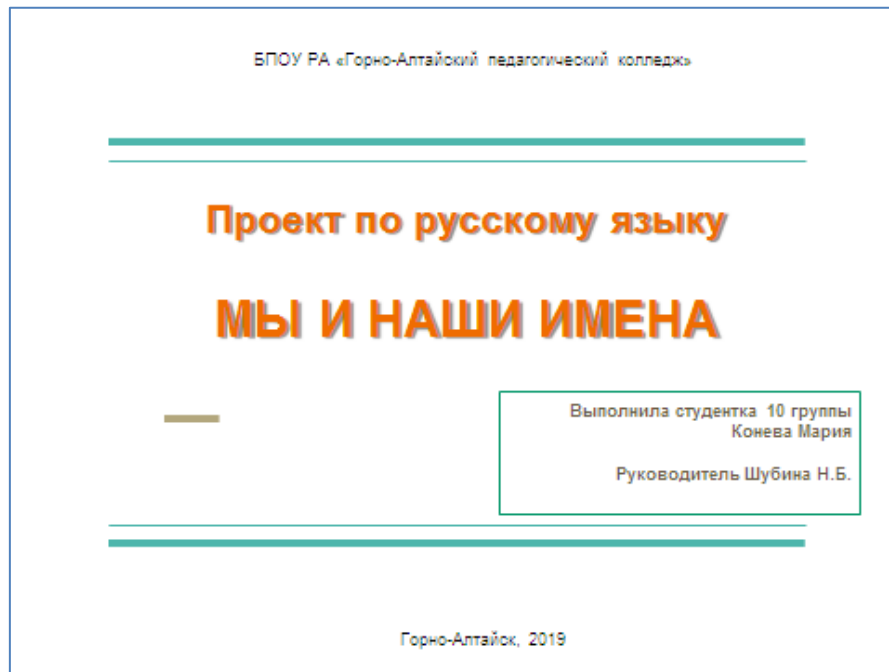 БПОУ РА «Горно-Алтайский педагогический колледж»
Проект по русскому языку
МЫ И НАШИ ИМЕНА
Выполнила студентка 10 группы
Конева Мария
Руководитель Шубина Н.Б.
Горно-Алтайск, 2019